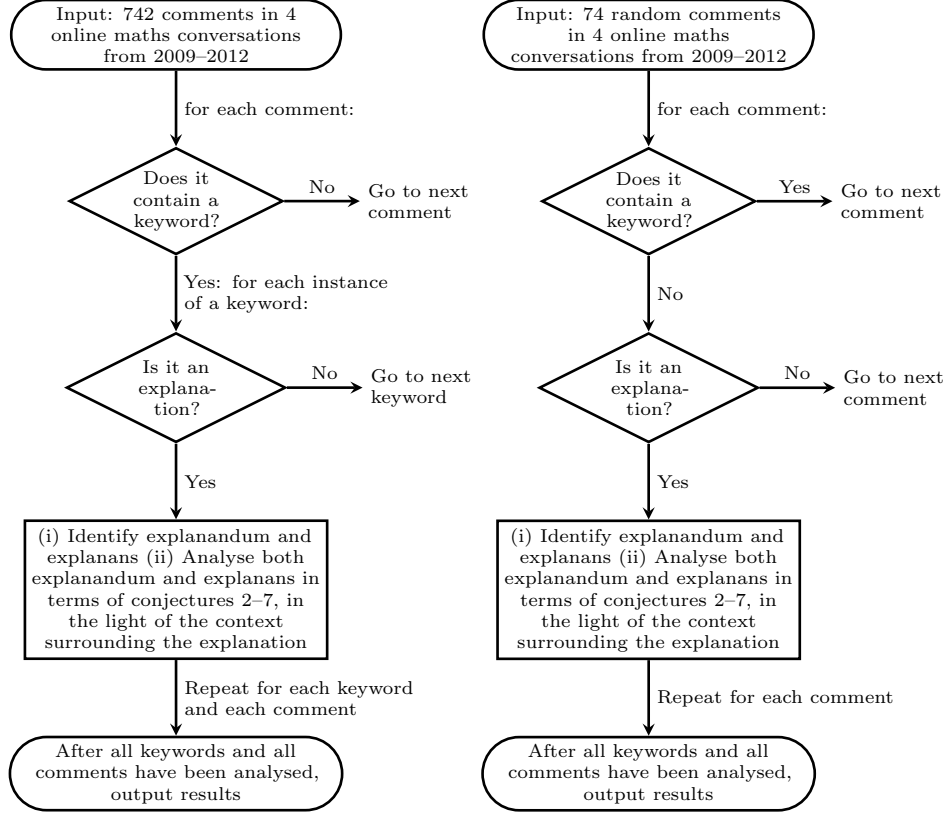 Input: 742 comments in 4
online maths conversations
from 2009–2012
for each comment:
Does it
contain a
keyword?
No
Go to next
comment
Yes: for each instance
of a keyword:
Is it an
explana-
tion?
No
Go to next
keyword
Yes
(i) Identify explanandum and
explanans (ii) Analyse both
explanandum and explanans in
terms of conjectures 2–7, in
the light of the context
surrounding the explanation
Repeat for each keyword
and each comment
After all keywords and all
comments have been analysed,
output results
Input: 74 random comments
in 4 online maths
conversations from 2009–2012
for each comment:
Does it
contain a
keyword?
Yes
Go to next
comment
No
Is it an
explana-
tion?
No
Go to next
comment
Yes
(i) Identify explanandum and
explanans (ii) Analyse both
explanandum and explanans in
terms of conjectures 2–7, in
the light of the context
surrounding the explanation
Repeat for each comment
After all keywords and all
comments have been analysed,
output results